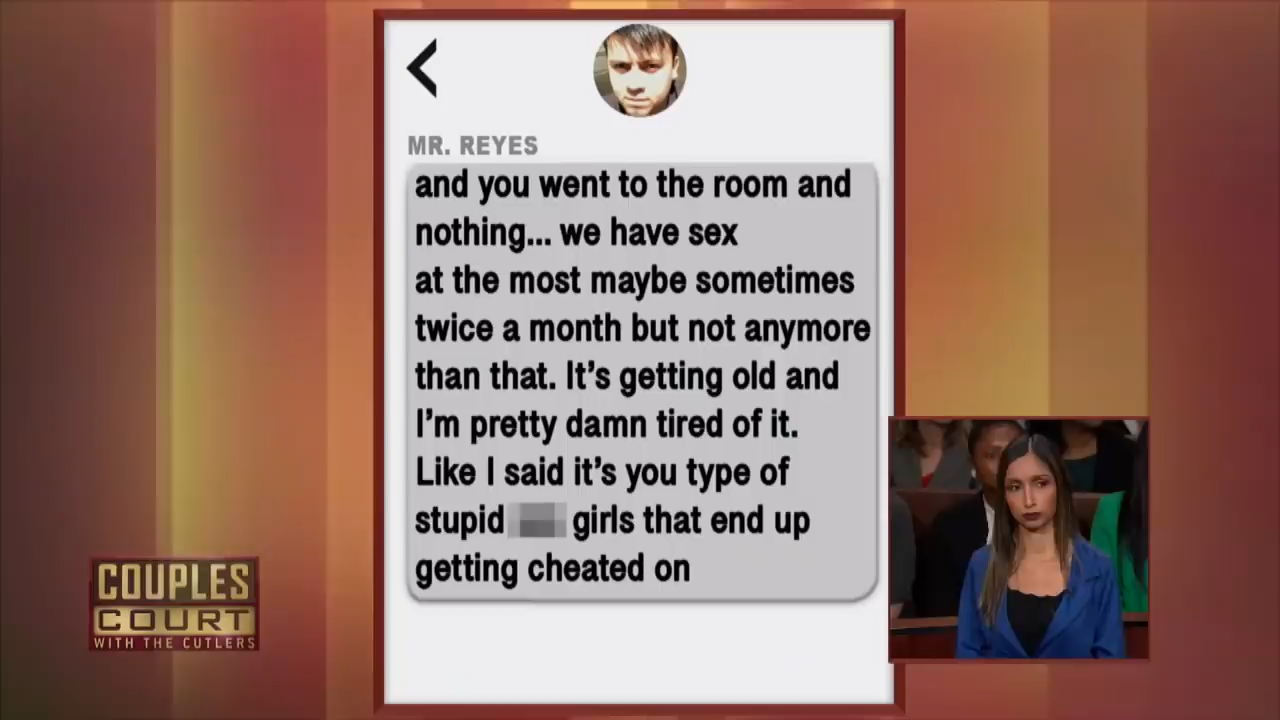 MR. REYES
and you went to the room and
nothing... we have sex
at the most maybe sometimes
twice a month but not anymore
than that. It's getting old and
I'm pretty damn tired of it.
Like I said it's you type of
stupid girls that end up
getting cheated on
COUPLES
COURT
WITH THE CUTLERS